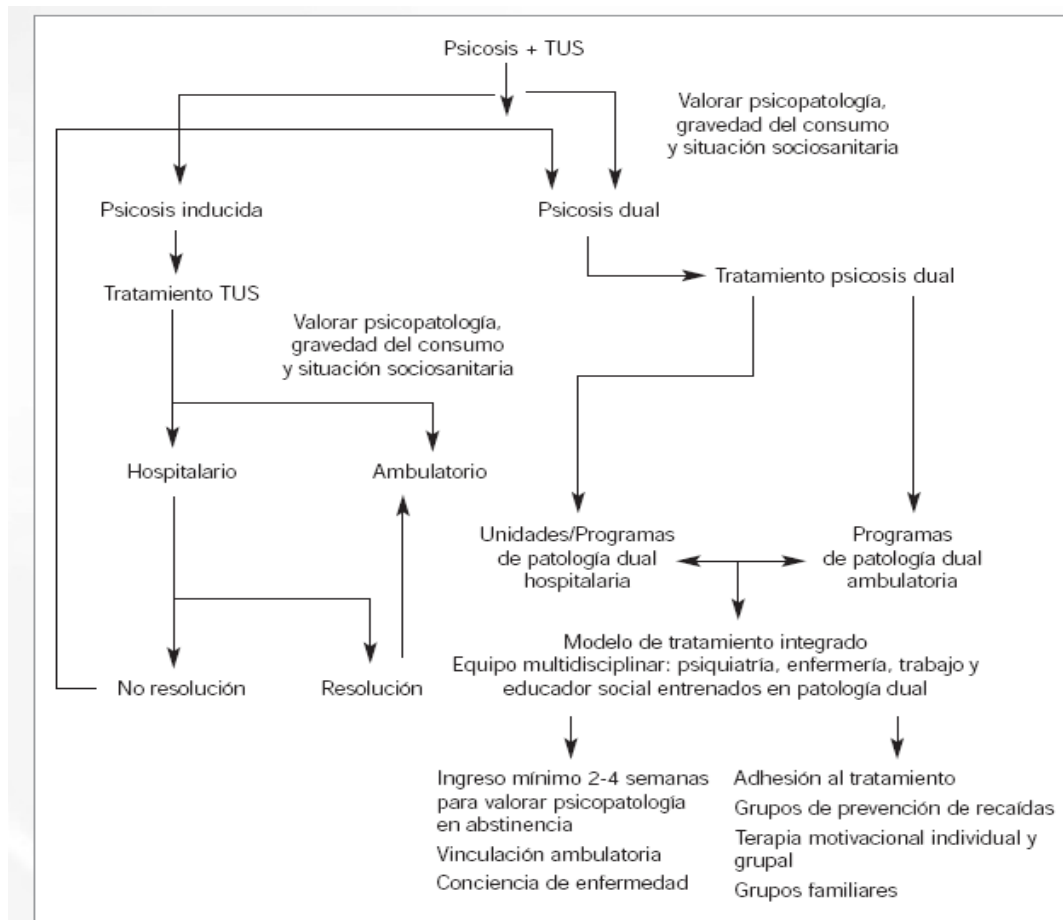 Psicosis + TUS
Valorar psicopatología,
gravedad del consumo
y situación sociosanitaria
Psicosis inducida
Psicosis dual
Tratamiento psicosis dual
Tratamiento TUS
Valorar psicopatología,
gravedad del consumo
y situación sociosanitaria
Hospitalario
Ambulatorio
Unidades/Programas
de patología dual
hospitalaria
Programas
de patología dual
ambulatoria
Modelo de tratamiento integrado
Equipo multidisciplinar: psiquiatría, enfermería, trabajo y
educador social entrenados en patología dual
No resolución
Resolución
Ingreso mínimo 2-4 semanas
para valorar psicopatología
en abstinencia
Vinculación ambulatoria
Conciencia de enfermedad
Adhesión al tratamiento
Grupos de prevención de recaídas
Terapia motivacional individual y
grupal
Grupos familiares